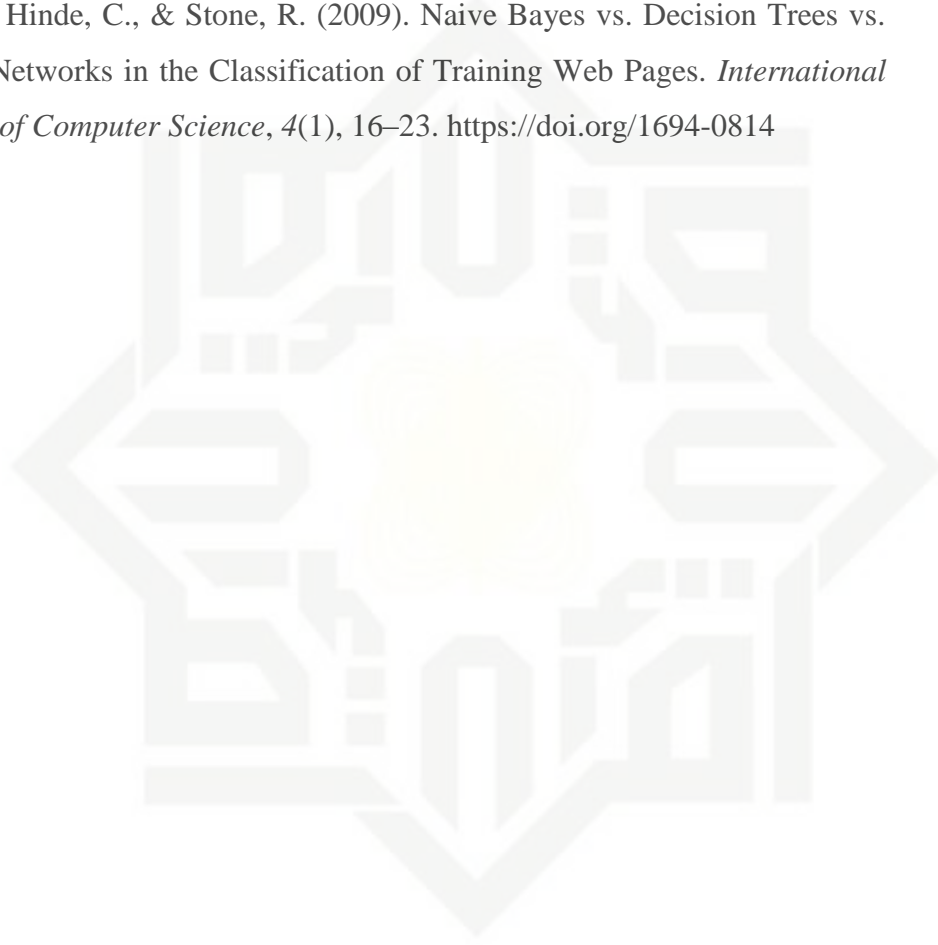 Hinde, C., & Stone, R. (2009). Naive Bayes vs. Decision Trees vs.
Networks in the Classification of Training Web Pages. International
of Computer Science, 4(1), 16–23. https://doi.org/1694-0814